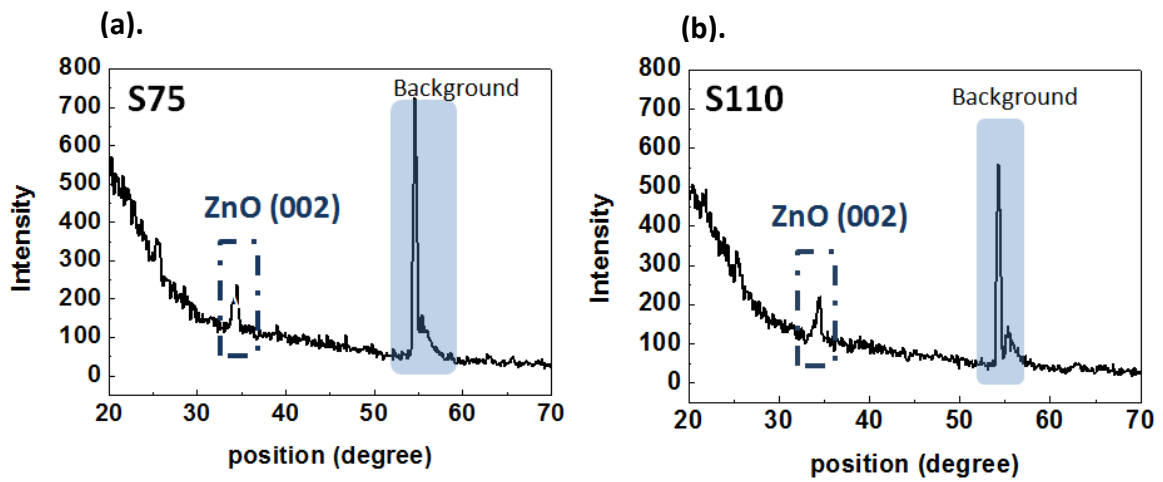 (a).
(b).
S75
Background
ZnO (002)
Intensity
800
700
600
500
400
300
200
100
0
20 30 40 50 60 70
position (degree)
S110
Background
ZnO (002)
Intensity
800
700
600
500
400
300
200
100
0
20 30 40 50 60 70
position (degree)